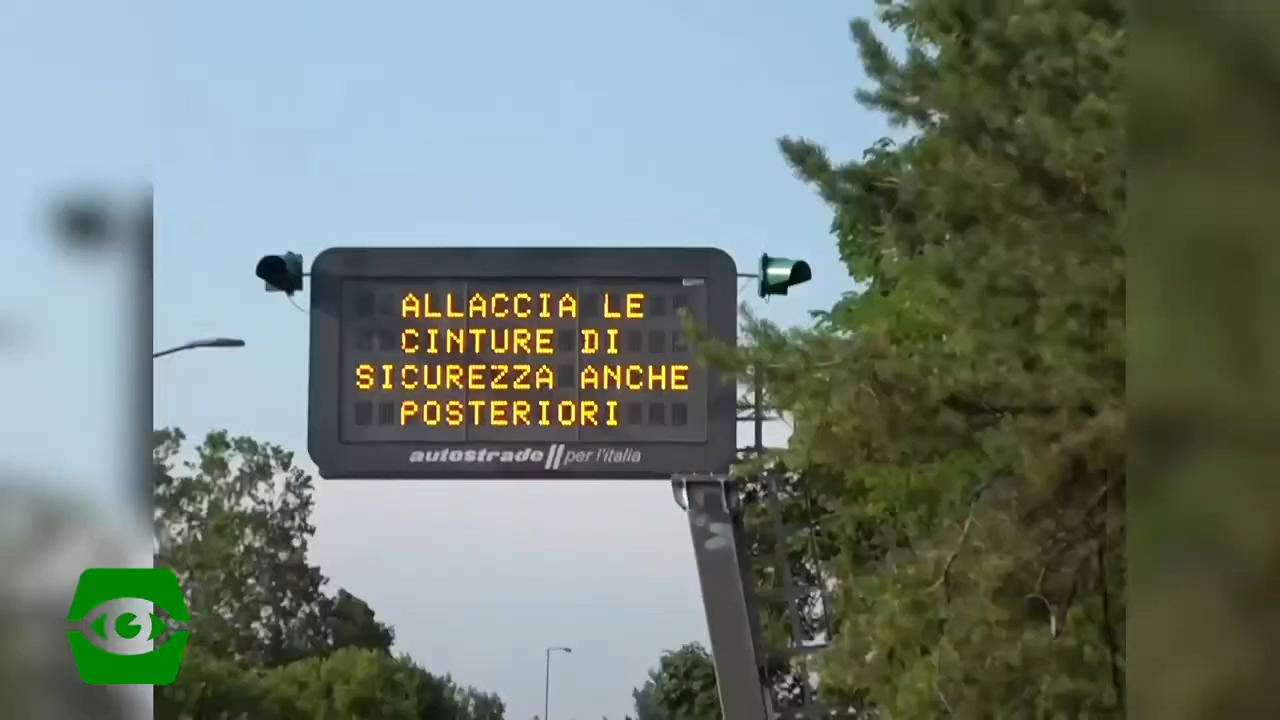 ALLACCIA LE
CINTURE DI
SICUREZZA ANCHE
POSTERIORI
autostrade // per l'italia